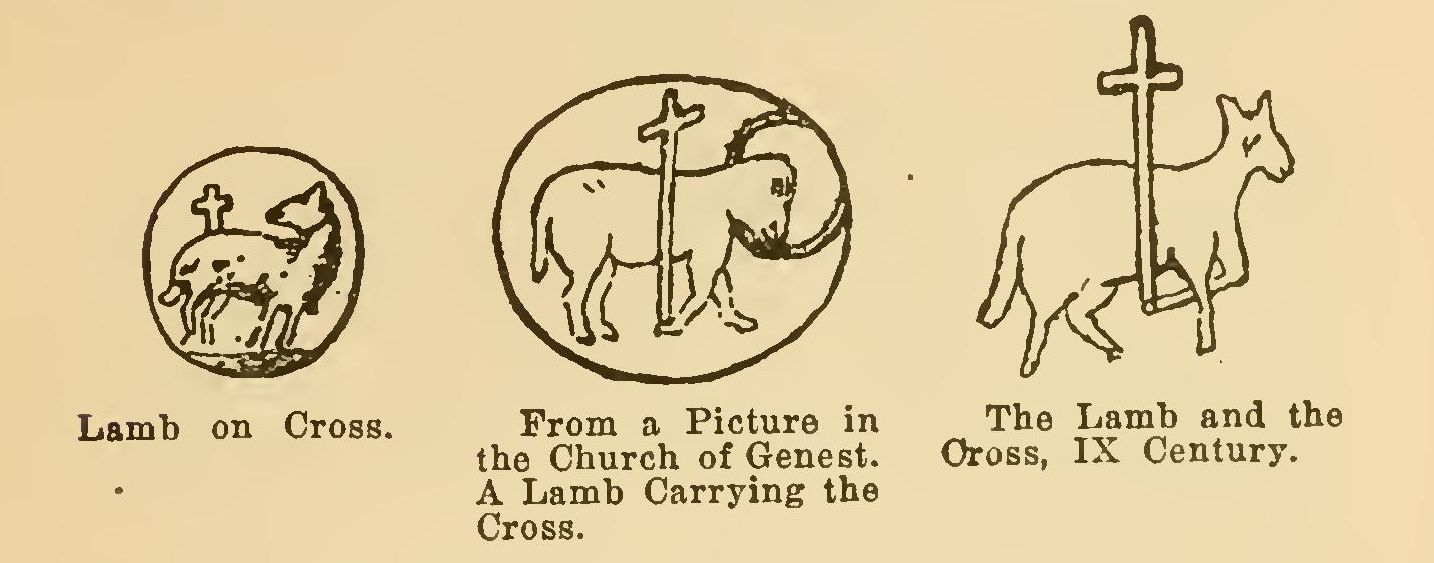 Lamb on Cross.
From a Picture in
the Church of Genest.
A Lamb Carrying the
Cross.
The Lamb and the
Oross, IX Century.